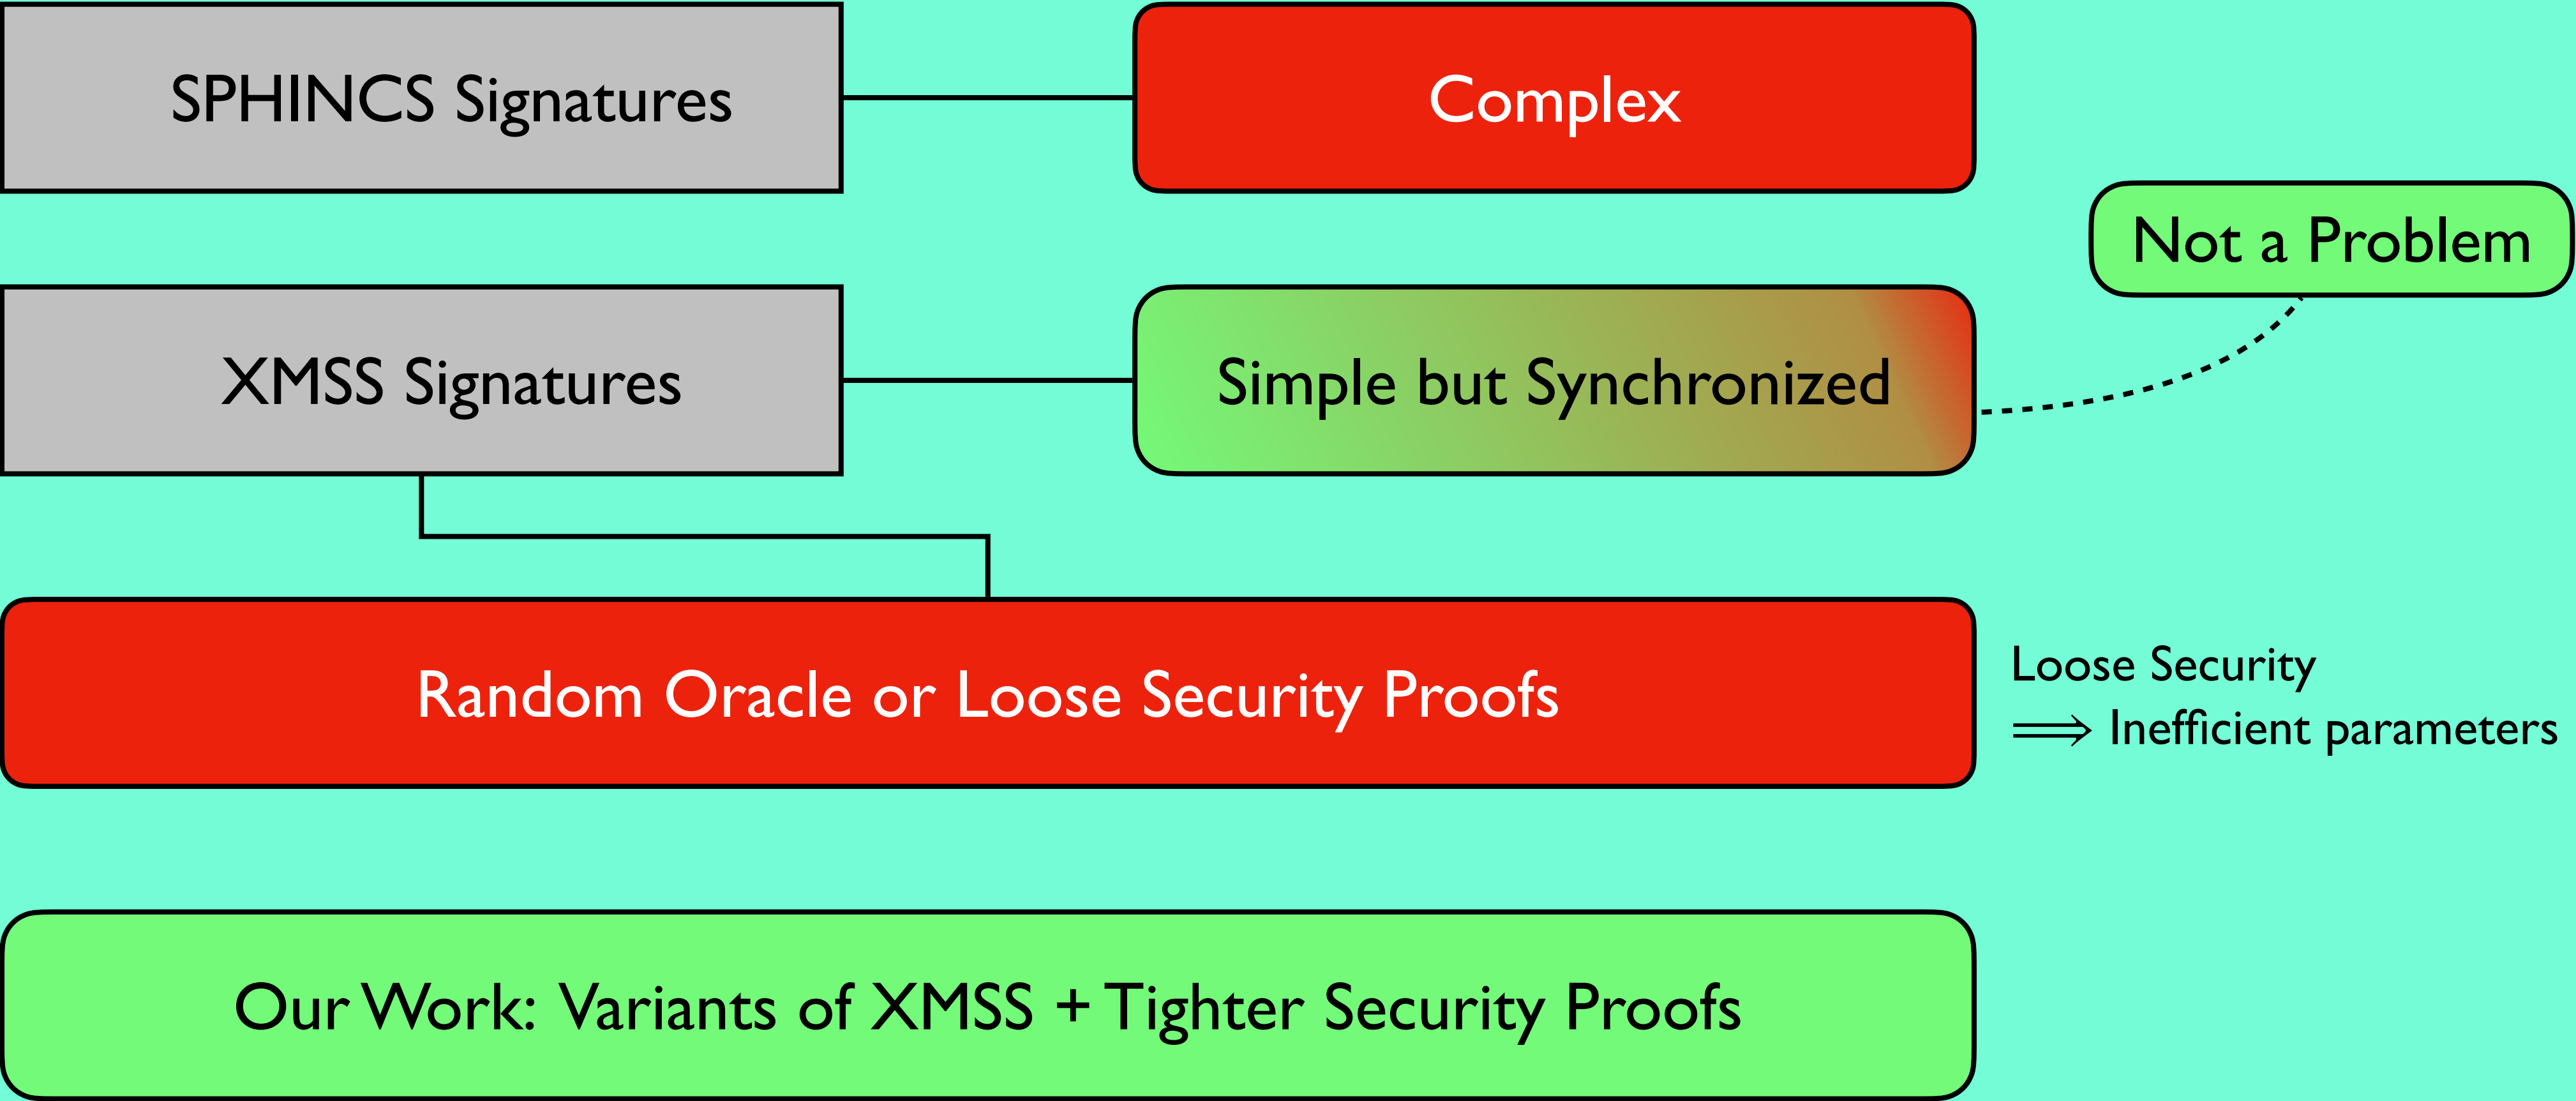 SPHINCS Signatures
Complex
Not a Problem
XMSS Signatures
Simple but Synchronized
Random Oracle or Loose Security Proofs
Loose Security
⟹ Inefficient parameters
Our Work: Variants of XMSS + Tighter Security Proofs